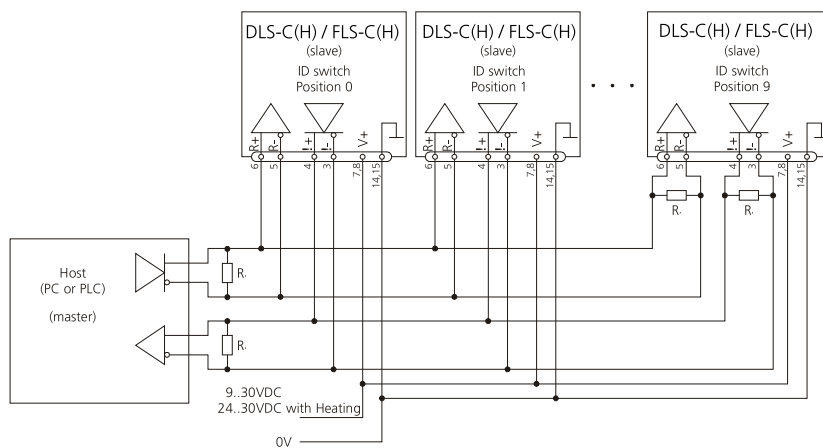 DLS-C(H) / FLS-C(H)
(slave)
ID switch
Position 0
R+
R-
V+
6
5
4
3
7,8
14,15
DLS-C(H) / FLS-C(H)
(slave)
ID switch
Position 1
R+
R-
V+
6
5
4
3
7,8
14,15
. . .
DLS-C(H) / FLS-C(H)
(slave)
ID switch
Position 9
R+
R-
V+
6
5
4
3
7,8
14,15
R.
R.
Host
(PC or PLC)
(master)
R.
R.
9..30VDC
24..30VDC with Heating
0V